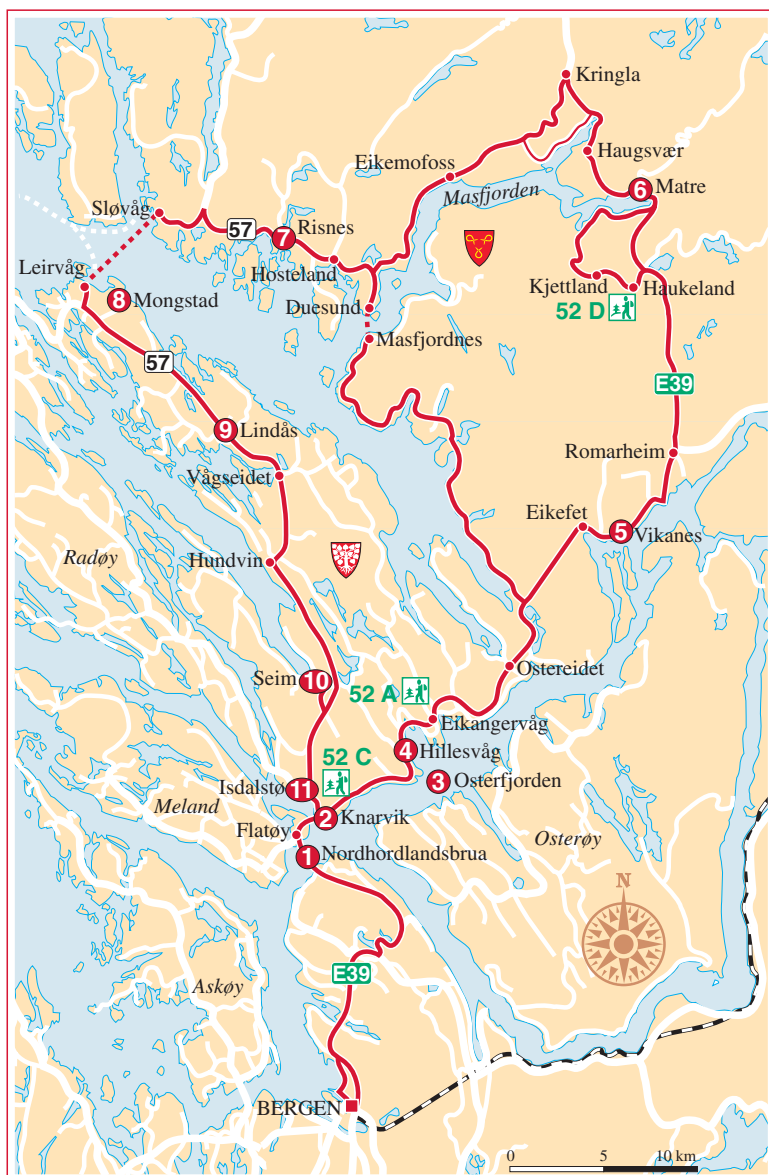 Kringla
Haugsvær
Eikemofoss
Masfjorden
6 Matre
Sløvåg
57
7 Risnes
Hosteland
Leirvåg
8 Mongstad
Kjettland
Haukeland
52 D
Duesund
Masfjordnes
57
E39
9 Lindås
Romarheim
Vågseidet
Eikefet
5 Vikanes
Radøy
Hundvin
Ostereidet
Seim 10
52 A
Eikangervåg
4 Hillesvåg
52 C
3 Osterfjorden
Isdalstø 11
Meland
2 Knarvik
Flatøy
Osterøy
1 Nordhordlandsbrua
N
E39
Askøy
BERGEN
0 5 10 km